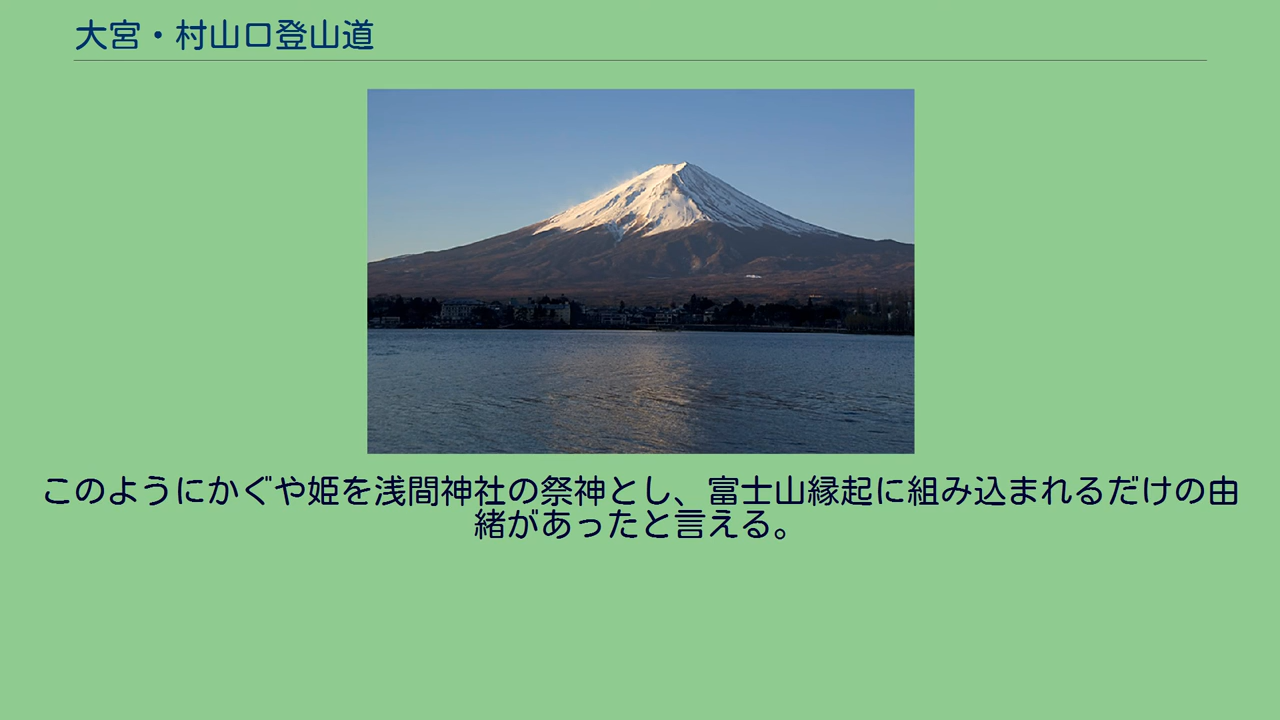 大宮・村山口登山道
このようにかぐや姫を浅間神社の祭神とし、富士山縁起に組み込まれるだけの由
緒があったと言える。